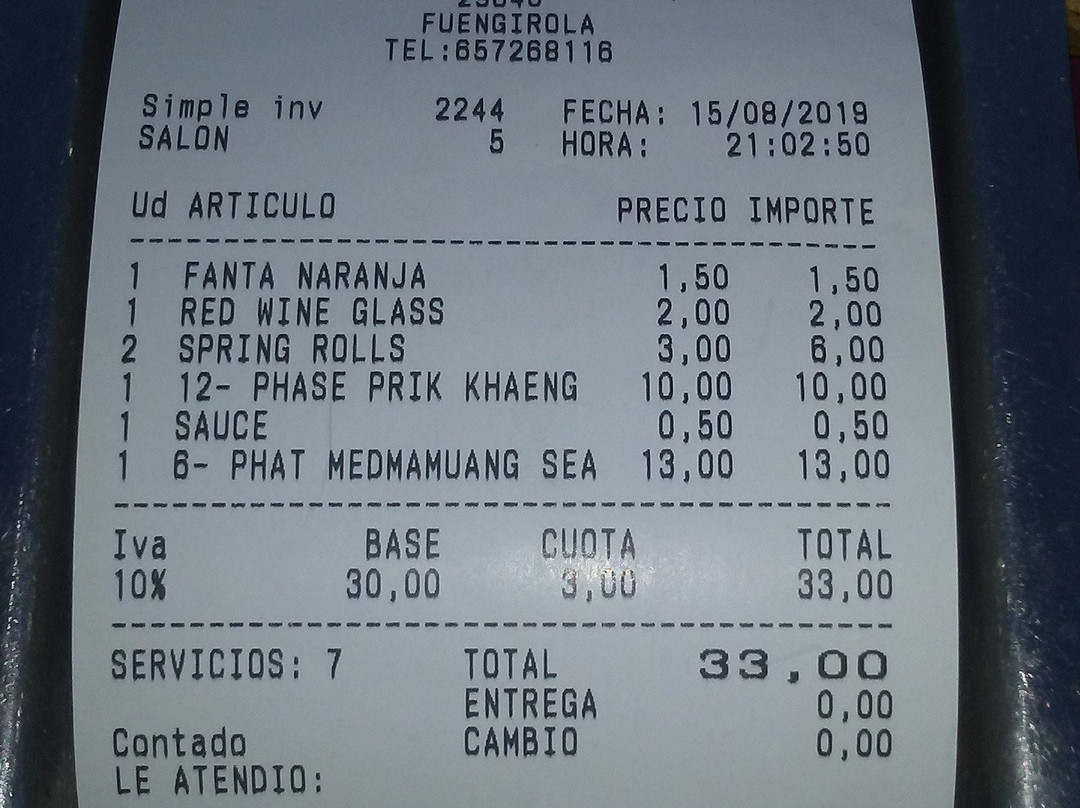 FUENGIROLA
TEL:657268116
Simple inv 2244 FECHA: 15/08/2019
SALON 5 HORA: 21:02:50
Ud ARTICULO PRECIO IMPORTE
1 FANTA NARANJA 1,50 1,50
1 RED WINE GLASS 2,00 2,00
2 SPRING ROLLS 3,00 6,00
1 12- PHASE PRIK KHAENG 10,00 10,00
1 SAUCE 0,50 0,50
1 6- PHAT MEDMAMUANG SEA 13,00 13,00
Iva BASE CUOTA TOTAL
10% 30,00 3,00 33,00
SERVICIOS: 7 TOTAL 33,00
ENTREGA 0,00
Contado CAMBIO 0,00
LE ATENDIO: